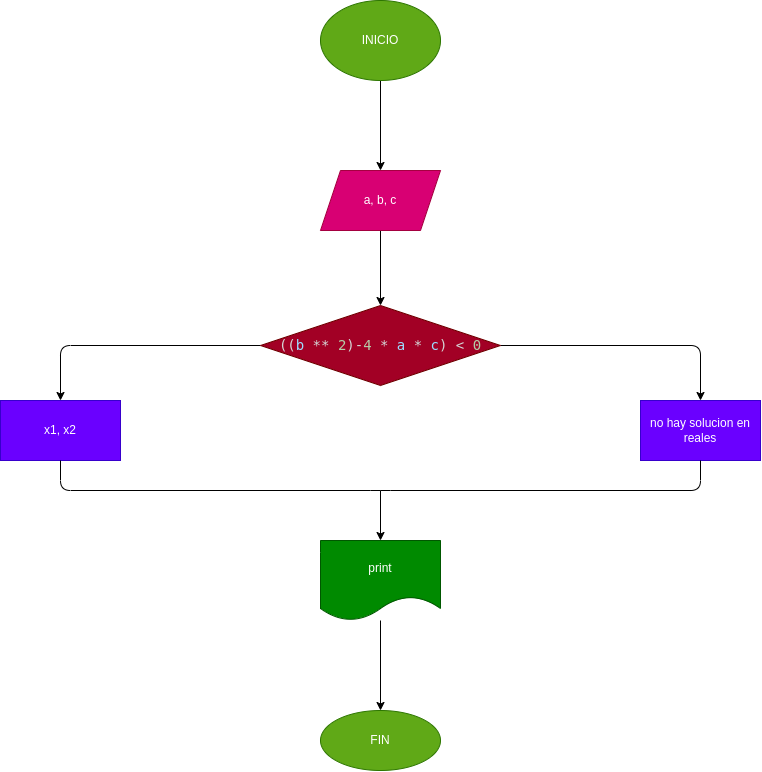 INICIO
a, b, c
((b ** 2)-4 * a * c) < 0
x1, x2
no hay solucion en
reales
print
FIN